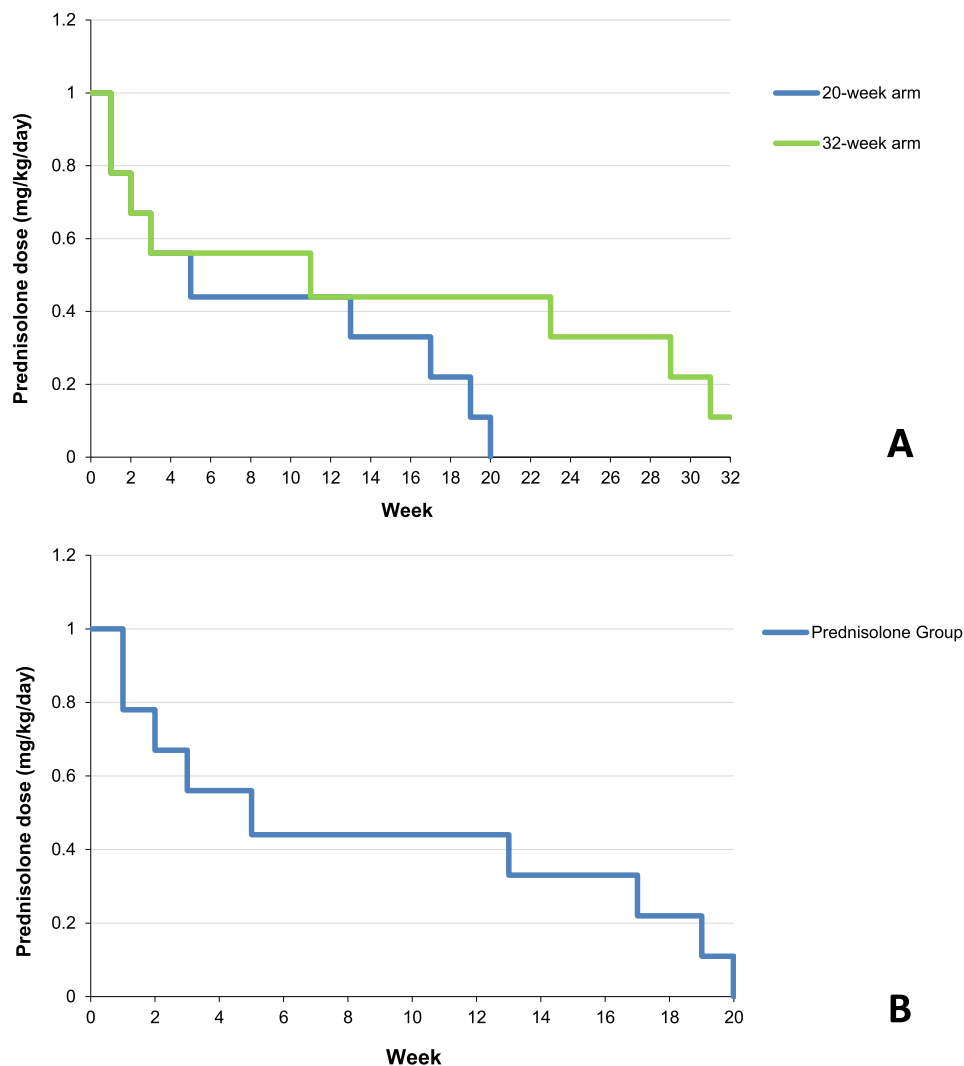 1.2
1
0.8
0.6
0.4
0.2
0
Prednisolone dose (mg/kg/day)
0 2 4 6 8 10 12 14 16 18 20 22 24 26 28 30 32
Week
20-week arm
32-week arm
A
1.2
1
0.8
0.6
0.4
0.2
0
Prednisolone dose (mg/kg/day)
0 2 4 6 8 10 12 14 16 18 20
Week
Prednisolone Group
B